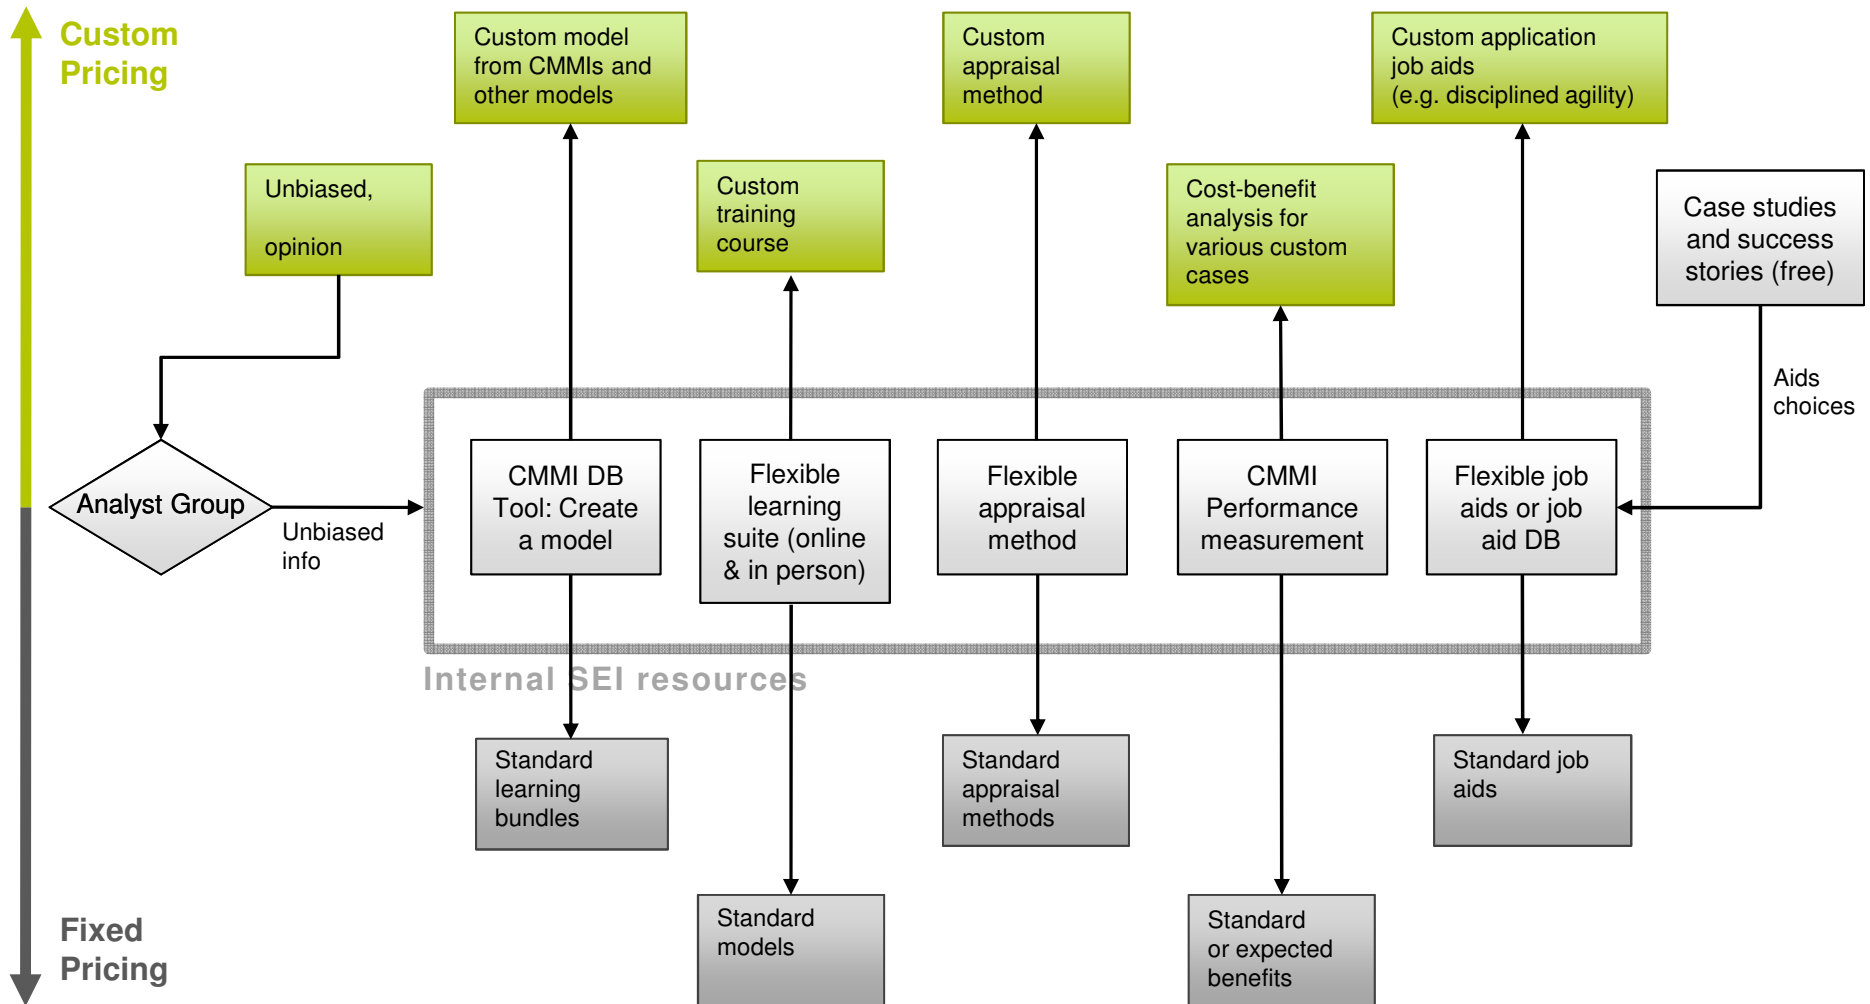 Custom
Pricing
Custom model
from CMMIs and
other models
Custom
appraisal
method
Custom application
job aids
(e.g. disciplined agility)
Unbiased,
opinion
Custom
training
course
Cost-benefit
analysis for
various custom
cases
Case studies
and success
stories (free)
Aids
choices
Analyst Group
Unbiased
info
CMMI DB
Tool: Create
a model
Flexible
learning
suite (online
& in person)
Flexible
appraisal
method
CMMI
Performance
measurement
Flexible job
aids or job
aid DB
Internal SEI resources
Standard
learning
bundles
Standard
appraisal
methods
Standard job
aids
Standard
models
Standard
or expected
benefits
Fixed
Pricing